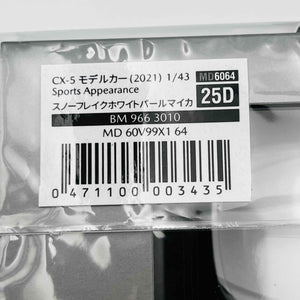 CX-5 モデルカー (2021) 1/43 MD6064
Sports Appearance 25D
スノーフレイクホワイトパールマイカ
BM 966 3010
MD 60V99X1 64
0 471100 003435